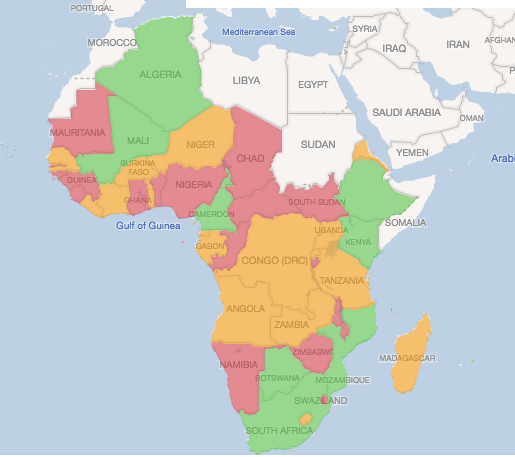 PORTUGAL
Mediterranean Sea
SYRIA
MOROCCO
IRAQ
IRAN
AFGHAN
ALGERIA
LIBYA
EGYPT
P
SAUDI ARABIA
OMAN
MAURITANIA
MALI
NIGER
CHAD
SUDAN
YEMEN
Arabi
BURKINA
FASO
GUINEA
NIGERIA
GHANA
SOUTH SUDAN
CAMEROON
SOMALIA
Gulf of Guinea
UGANDA
KENYA
GABON
CONGO (DRC)
TANZANIA
ANGOLA
ZAMBIA
ZIMBABWE
MADAGASCAR
NAMIBIA
BOTSWANA
MOZAMBIQUE
SWAZILAND
SOUTH AFRICA